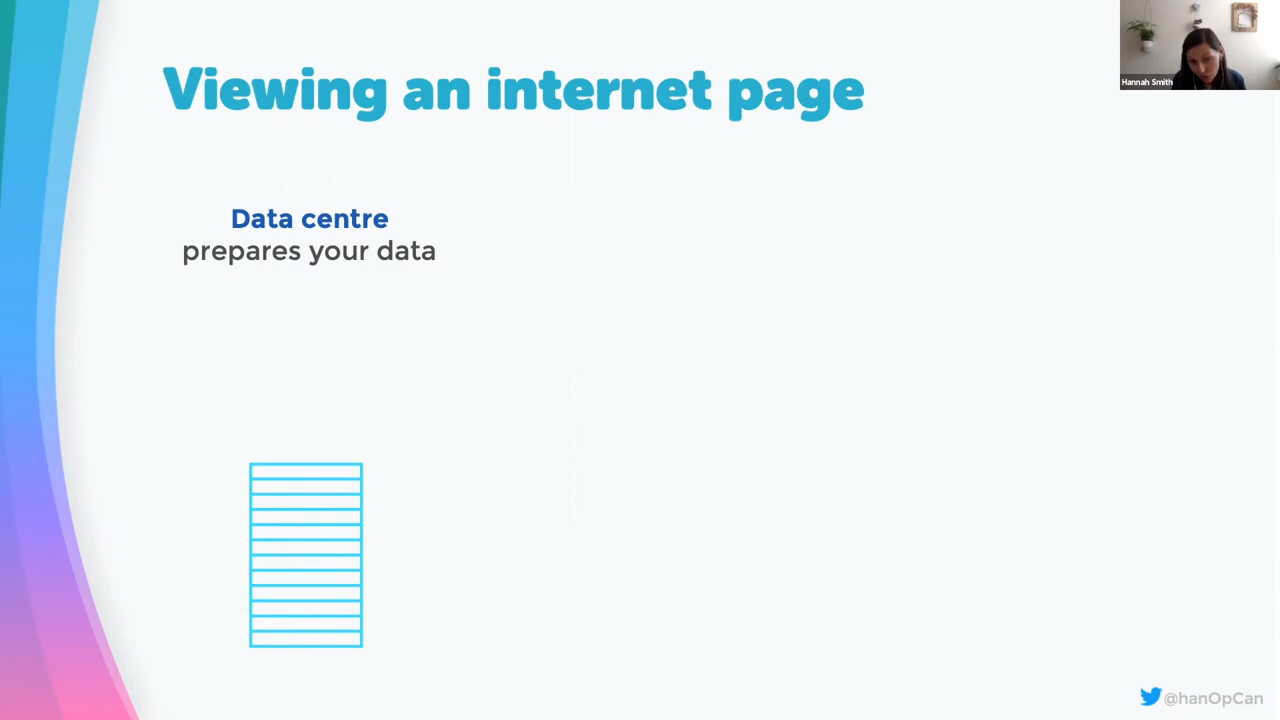 Viewing an internet page
Hannah Smith
Data centre
prepares your data
@hanOpCan